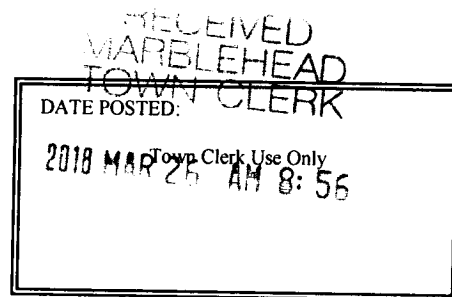 RECEIVED
MARBLEHEAD
TOWN CLERK
DATE POSTED:
Town Clerk Use Only
2018 MAR 26 AM 8: 56